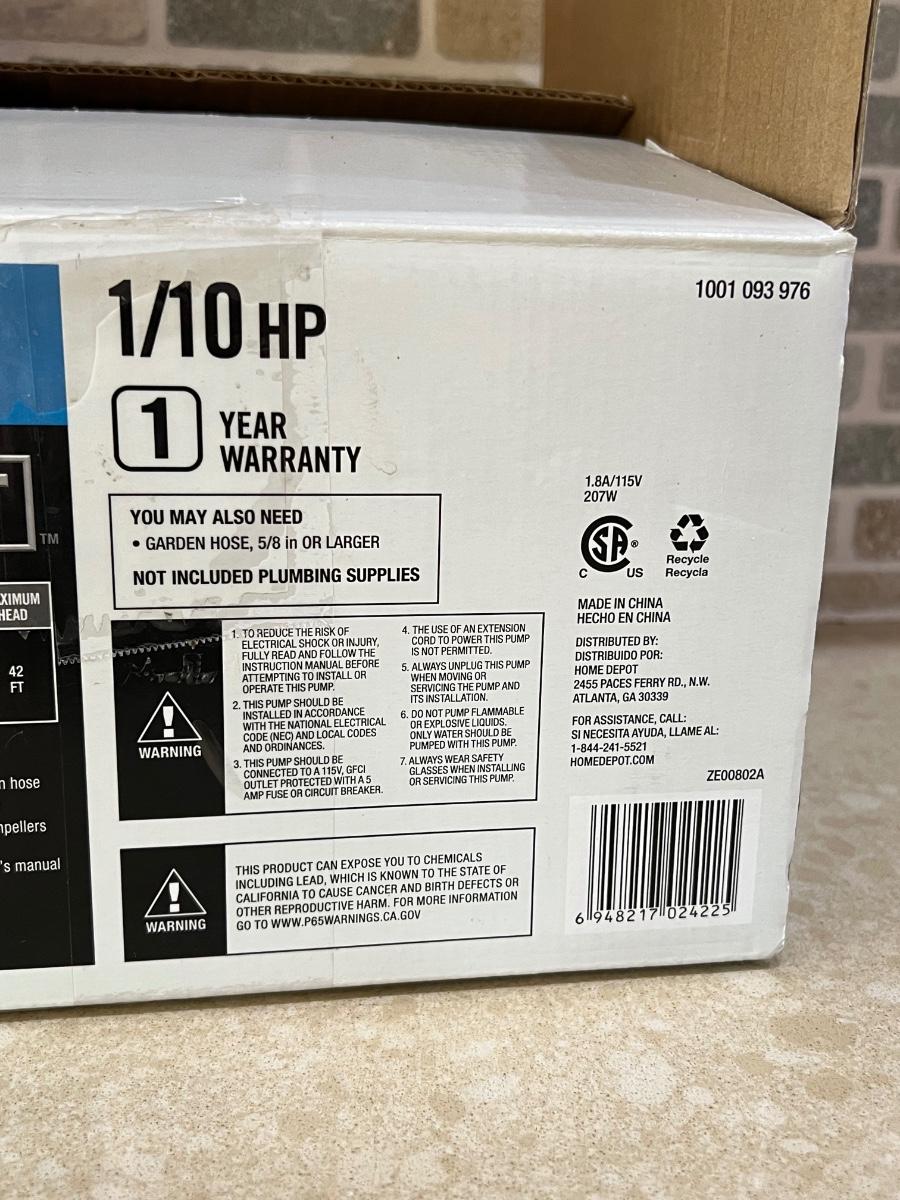 1/10 HP
1001 093 976
1 YEAR
WARRANTY
TM
YOU MAY ALSO NEED
• GARDEN HOSE, 5/8 in OR LARGER
NOT INCLUDED PLUMBING SUPPLIES
XIMUM
HEAD
42
FT
n hose
pellers
's manual
WARNING
1. TO REDUCE THE RISK OF
ELECTRICAL SHOCK OR INJURY,
FULLY READ AND FOLLOW THE
INSTRUCTION MANUAL BEFORE
ATTEMPTING TO INSTALL OR
OPERATE THIS PUMP.
2. THIS PUMP SHOULD BE
INSTALLED IN ACCORDANCE
WITH THE NATIONAL ELECTRICAL
CODE (NEC) AND LOCAL CODES
AND ORDINANCES.
3. THIS PUMP SHOULD BE
CONNECTED TO A 115V, GFCI
OUTLET PROTECTED WITH A 5
AMP FUSE OR CIRCUIT BREAKER.
4. THE USE OF AN EXTENSION
CORD TO POWER THIS PUMP
IS NOT PERMITTED.
5. ALWAYS UNPLUG THIS PUMP
WHEN MOVING OR
SERVICING THE PUMP AND
ITS INSTALLATION.
6. DO NOT PUMP FLAMMABLE
OR EXPLOSIVE LIQUIDS.
ONLY WATER SHOULD BE
PUMPED WITH THIS PUMP.
7. ALWAYS WEAR SAFETY
GLASSES WHEN INSTALLING
OR SERVICING THIS PUMP.
WARNING
THIS PRODUCT CAN EXPOSE YOU TO CHEMICALS
INCLUDING LEAD, WHICH IS KNOWN TO THE STATE OF
CALIFORNIA TO CAUSE CANCER AND BIRTH DEFECTS OR
OTHER REPRODUCTIVE HARM. FOR MORE INFORMATION
GO TO WWW.P65WARNINGS.CA.GOV
1.8A/115V
207W
CSA ®
C US
Recycle
Recycla
MADE IN CHINA
HECHO EN CHINA
DISTRIBUTED BY:
DISTRIBUIDO POR:
HOME DEPOT
2455 PACES FERRY RD., N.W.
ATLANTA, GA 30339
FOR ASSISTANCE, CALL:
SI NECESITA AYUDA, LLAME AL:
1-844-241-5521
HOMEDEPOT.COM
ZE00802A
6 948217 024225